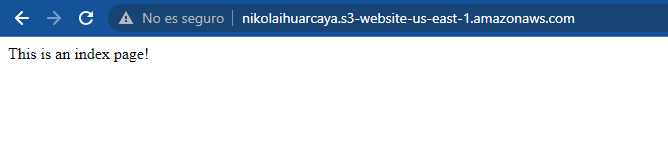 No es seguro nikolaihuarcaya.s3-website-us-east-1.amazonaws.com
This is an index page!